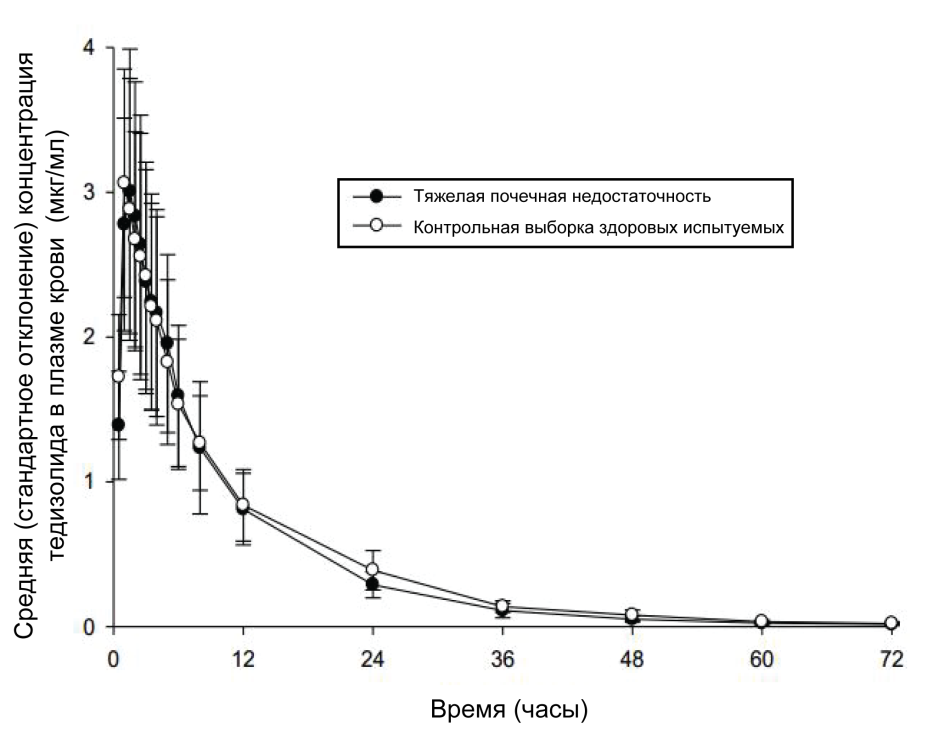 Средняя (стандартное отклонение) концентрация
тедизолида в плазме крови (мкг/мл)
4
3
2
1
0
Тяжелая почечная недостаточность
Контрольная выборка здоровых испытуемых
0 12 24 36 48 60 72
Время (часы)